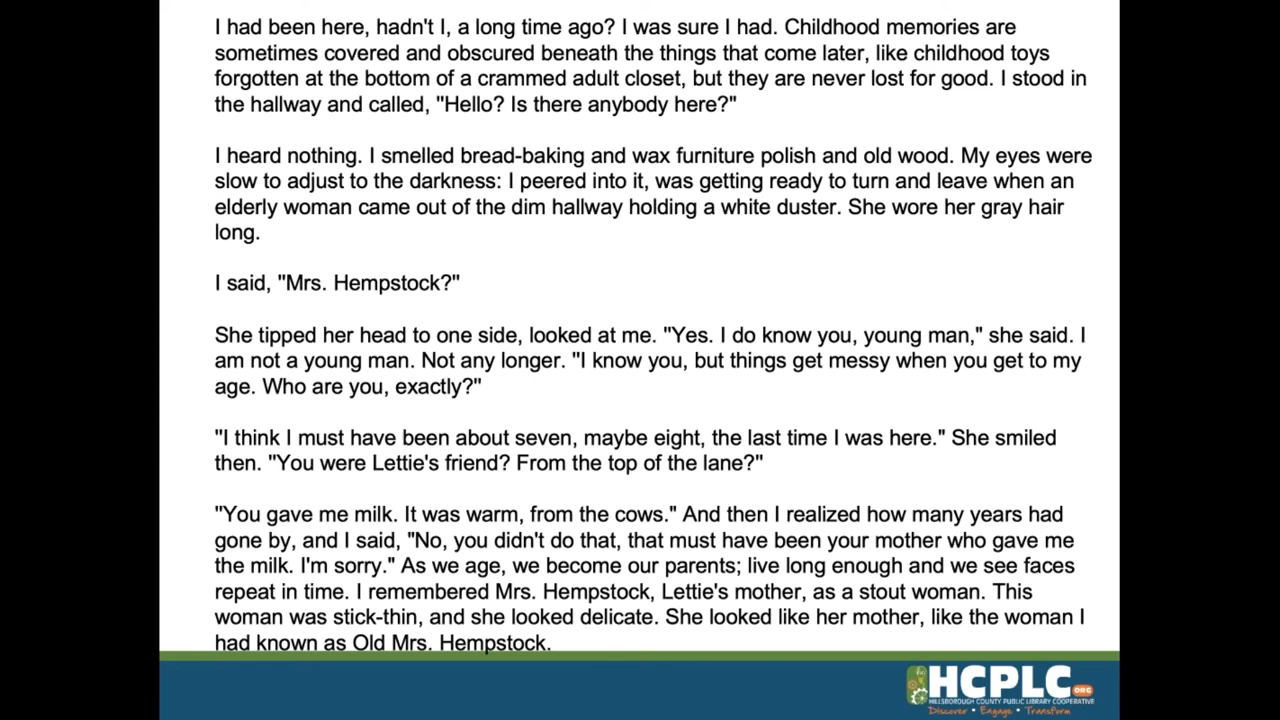 I had been here, hadn't I, a long time ago? I was sure I had. Childhood memories are
sometimes covered and obscured beneath the things that come later, like childhood toys
forgotten at the bottom of a crammed adult closet, but they are never lost for good. I stood in
the hallway and called, "Hello? Is there anybody here?"
I heard nothing. I smelled bread-baking and wax furniture polish and old wood. My eyes were
slow to adjust to the darkness: I peered into it, was getting ready to turn and leave when an
elderly woman came out of the dim hallway holding a white duster. She wore her gray hair
long.
I said, "Mrs. Hempstock?"
She tipped her head to one side, looked at me. "Yes. I do know you, young man," she said. I
am not a young man. Not any longer. "I know you, but things get messy when you get to my
age. Who are you, exactly?"
"I think I must have been about seven, maybe eight, the last time I was here." She smiled
then. "You were Lettie's friend? From the top of the lane?"
"You gave me milk. It was warm, from the cows." And then I realized how many years had
gone by, and I said, "No, you didn't do that, that must have been your mother who gave me
the milk. I'm sorry." As we age, we become our parents; live long enough and we see faces
repeat in time. I remembered Mrs. Hempstock, Lettie's mother, as a stout woman. This
woman was stick-thin, and she looked delicate. She looked like her mother, like the woman I
had known as Old Mrs. Hempstock.
HCPLC.ORG
HILLSBOROUGH COUNTY PUBLIC LIBRARY COOPERATIVE
Discover • Engage • Transform